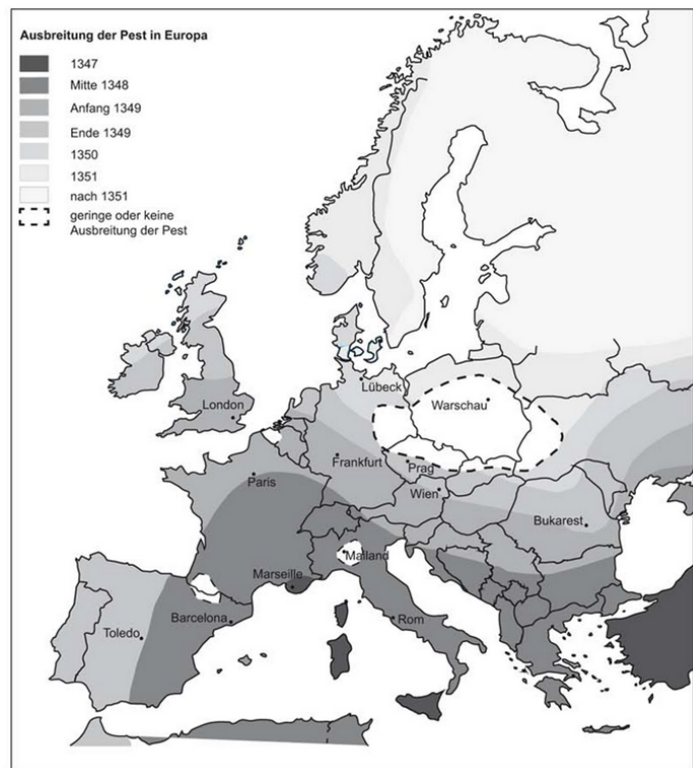 Ausbreitung der Pest in Europa
1347
Mitte 1348
Anfang 1349
Ende 1349
1350
1351
nach 1351
geringe oder keine
Ausbreitung der Pest
London
Lübeck
Warschau
Frankfurt
Prag
Paris
Wien
Bukarest
Mailand
Marseille
Barcelona
Rom
Toledo